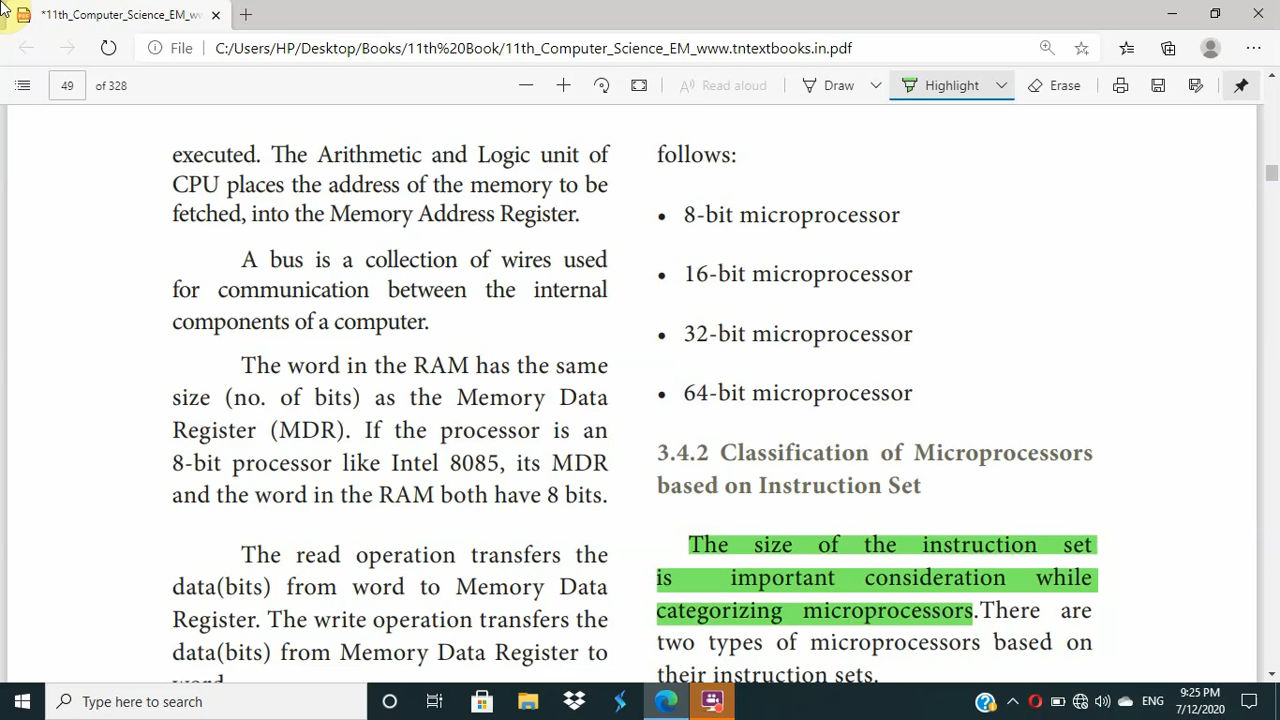 *11th_Computer_Science_EM_w
File
C:/Users/HP/Desktop/Books/11th%20Book/11th_Computer_Science_EM_www.tntextbooks.in.pdf
49 of 328
Read aloud
Draw
Highlight
Erase
executed. The Arithmetic and Logic unit of
CPU places the address of the memory to be
fetched, into the Memory Address Register.
A bus is a collection of wires used
for communication between the internal
components of a computer.
The word in the RAM has the same
size (no. of bits) as the Memory Data
Register (MDR). If the processor is an
8-bit processor like Intel 8085, its MDR
and the word in the RAM both have 8 bits.
The read operation transfers the
data(bits) from word to Memory Data
Register. The write operation transfers the
data(bits) from Memory Data Register to
word.
follows:
• 8-bit microprocessor
• 16-bit microprocessor
• 32-bit microprocessor
• 64-bit microprocessor
3.4.2 Classification of Microprocessors
based on Instruction Set
The size of the instruction set
is important consideration while
categorizing microprocessors.There are
two types of microprocessors based on
their instruction sets.
Type here to search
ENG
9:25 PM
7/12/2020